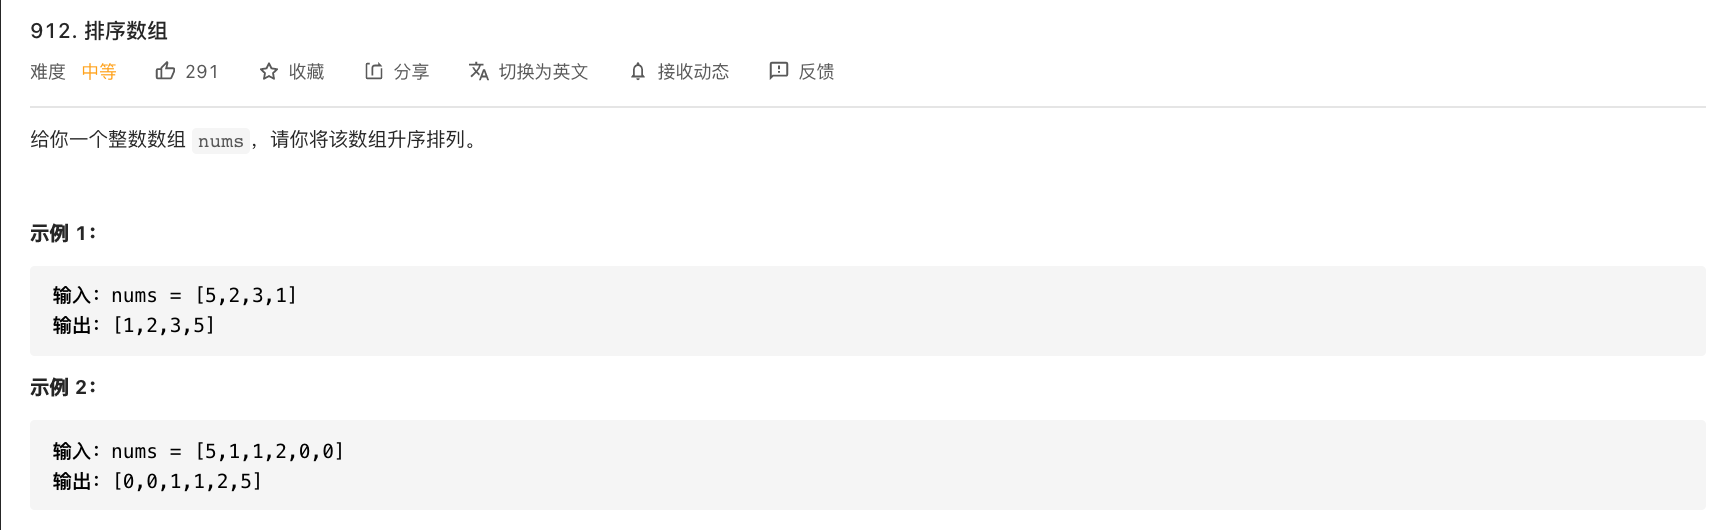 912. 排序数组
难度 中等 291 收藏 分享 切换为英文 接收动态 反馈
给你一个整数数组 nums，请你将该数组升序排列。
示例 1：
输入：nums = [5,2,3,1]
输出：[1,2,3,5]
示例 2：
输入：nums = [5,1,1,2,0,0]
输出：[0,0,1,1,2,5]